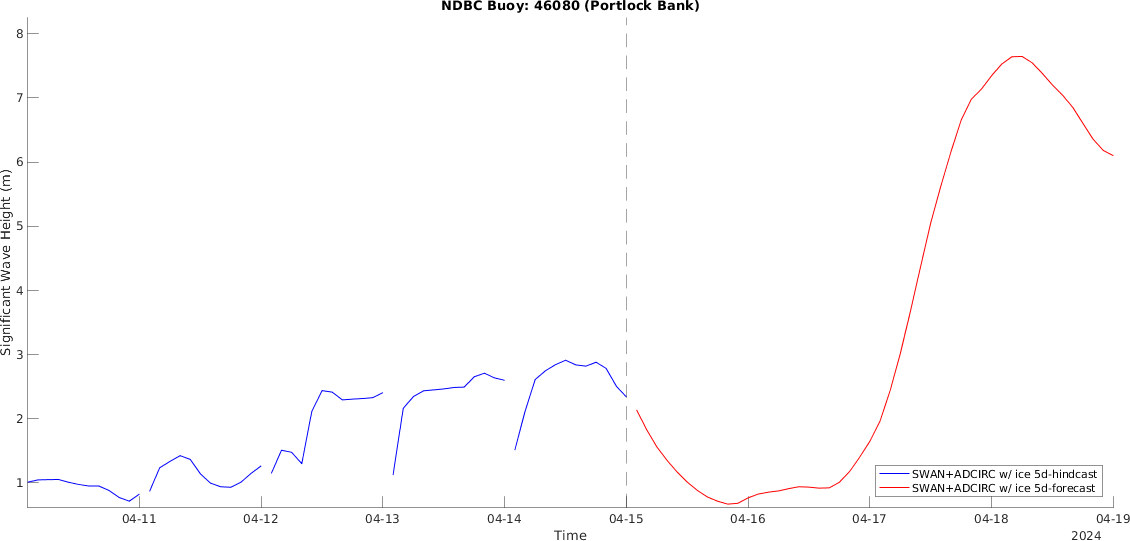 NDBC Buoy: 46080 (Portlock Bank)
Significant Wave Height (m)
8
7
6
5
4
3
2
1
SWAN+ADCIRC w/ ice 5d-hindcast
SWAN+ADCIRC w/ ice 5d-forecast
04-11 04-12 04-13 04-14 04-15 04-16 04-17 04-18 04-19
Time
2024